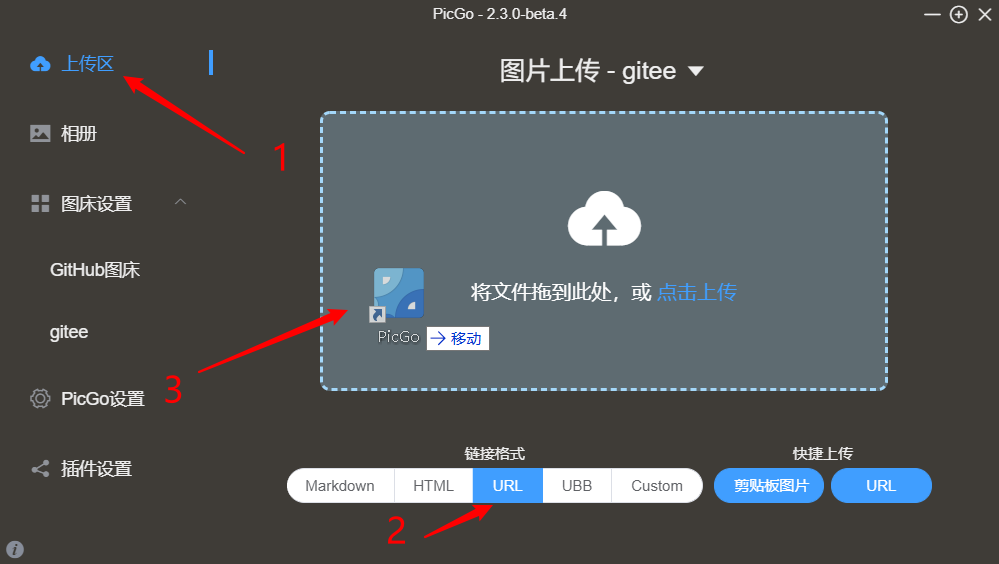 PicGo - 2.3.0-beta.4
上传区
相册
图床设置
GitHub图床
gitee
PicGo设置
插件设置
1
图片上传 - gitee
将文件拖到此处，或 点击上传
PicGo
移动
3
链接格式
快捷上传
Markdown HTML URL UBB Custom
剪贴板图片 URL
2
i